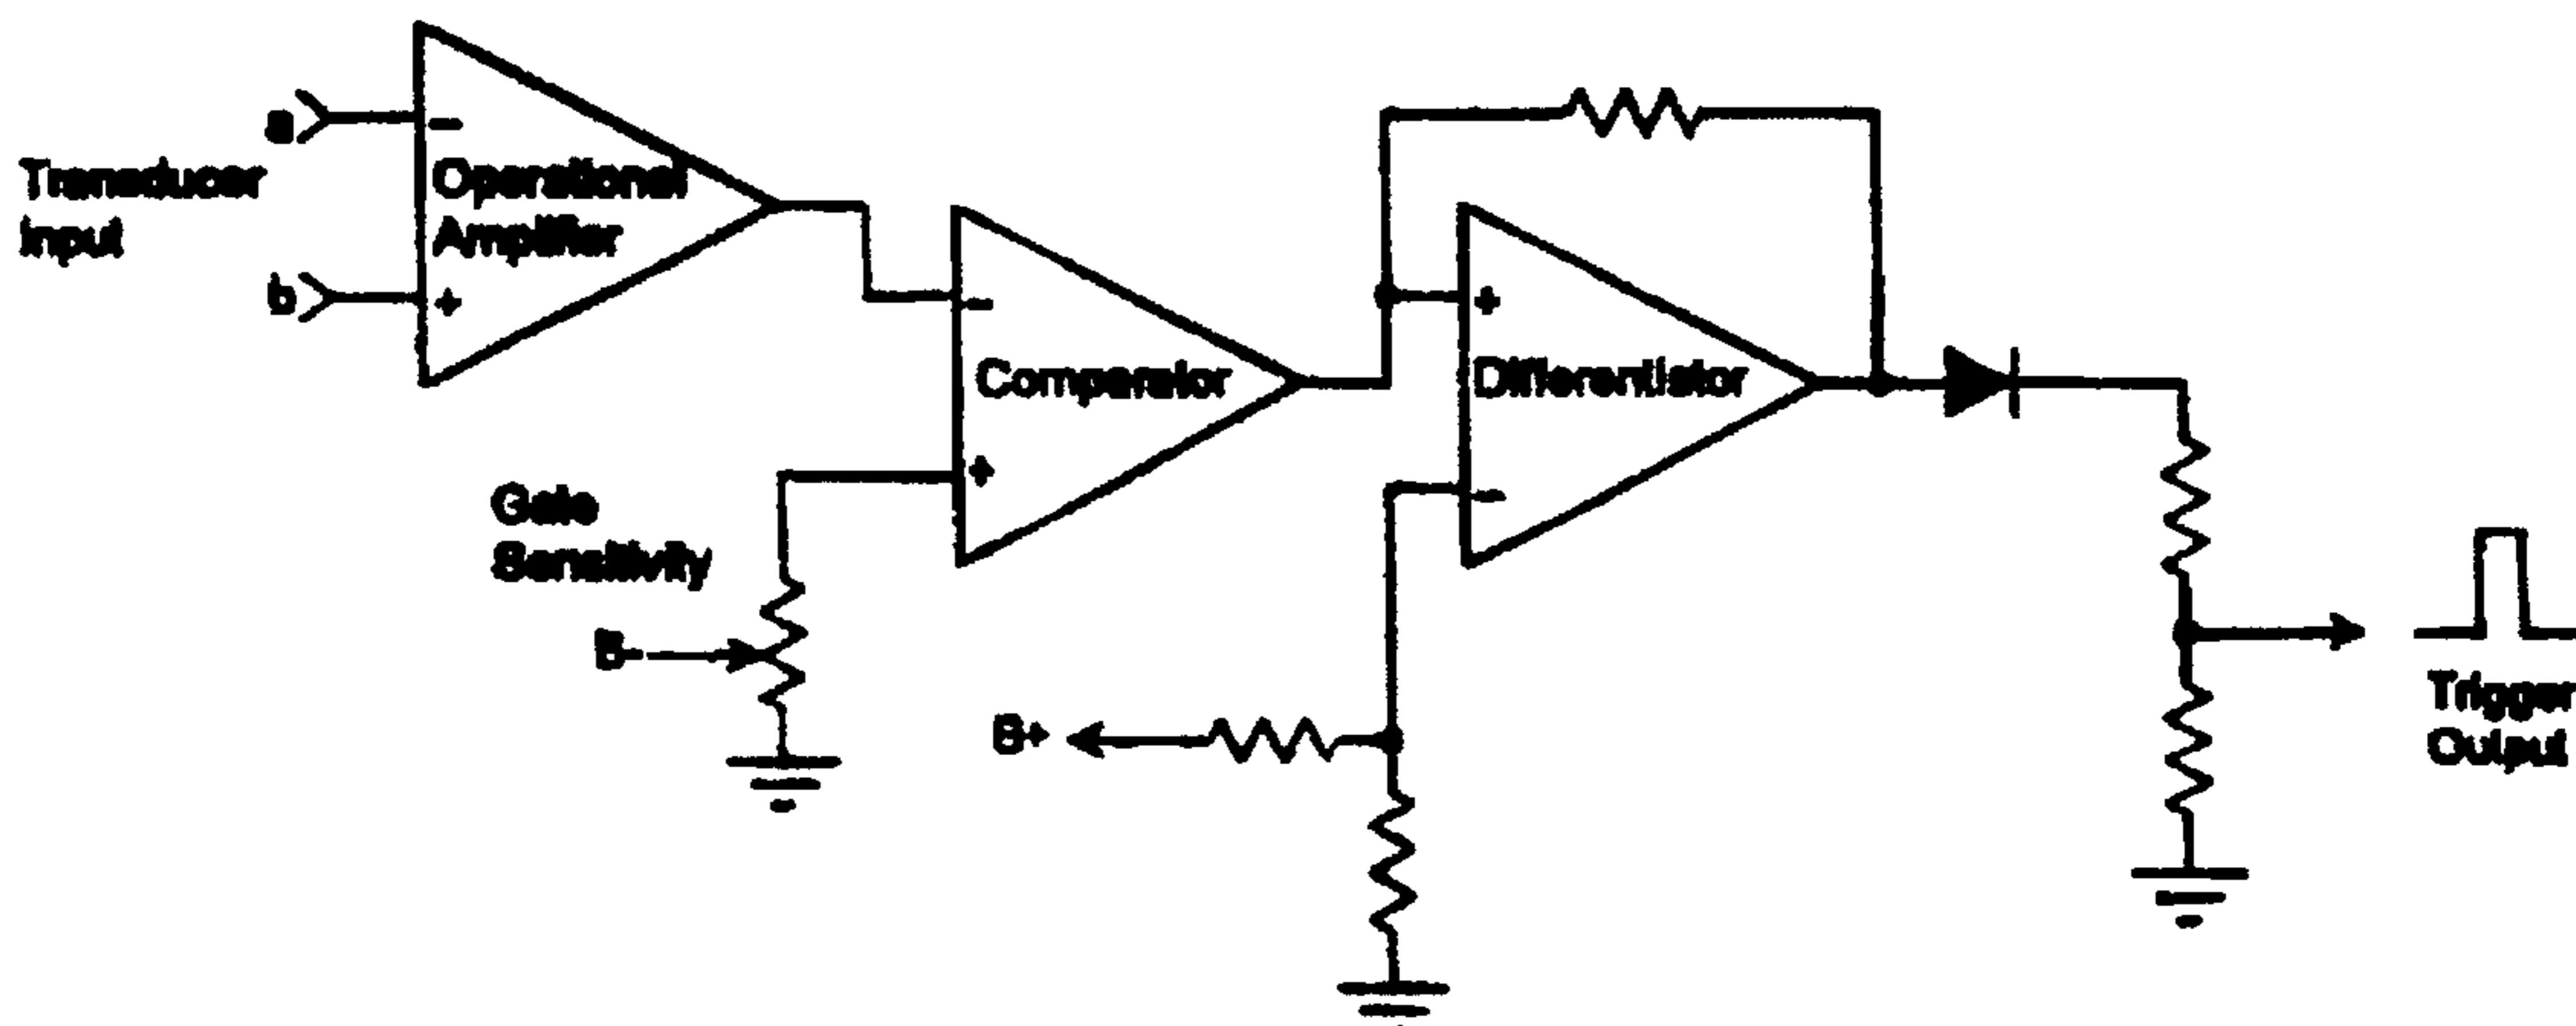 a
Transducer
Input
b
-
Operational
Amplifier
+
-
Comparator
+
Gate
Sensitivity
B-
+
Differentiator
-
B+
Trigger
Output